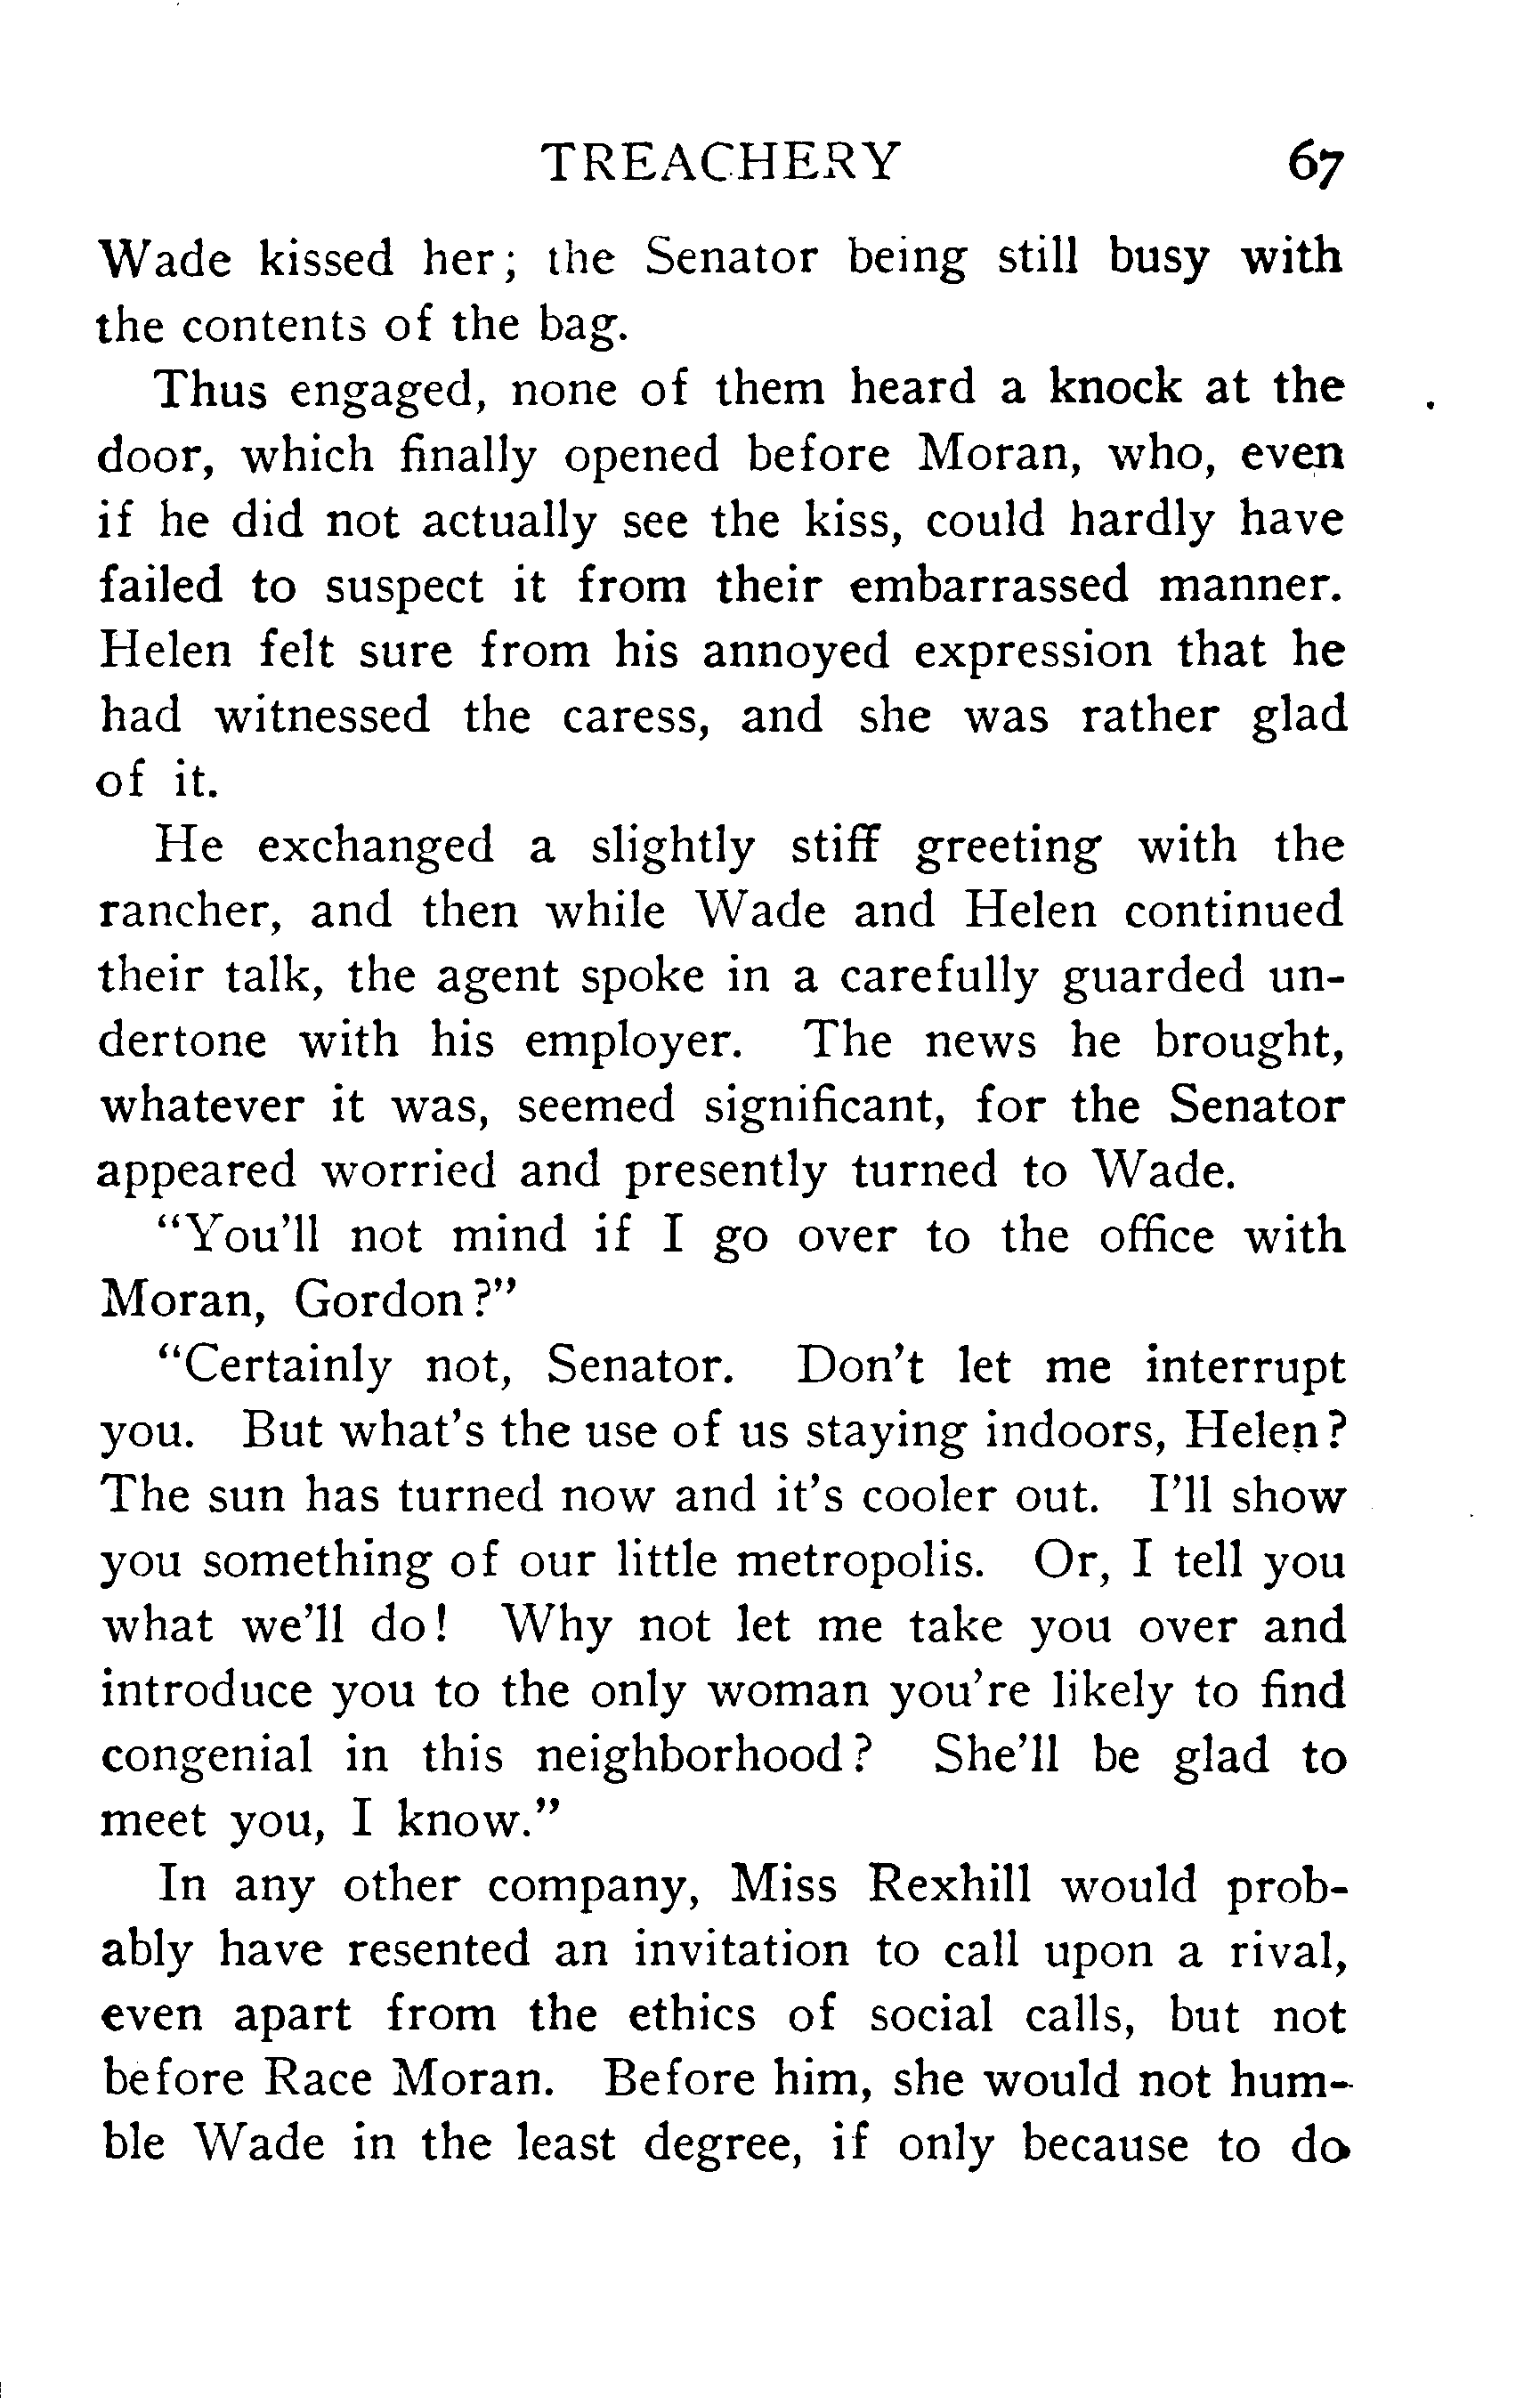 TREACHERY 67
Wade kissed her; the Senator being still busy with
the contents of the bag.
Thus engaged, none of them heard a knock at the
door, which finally opened before Moran, who, even
if he did not actually see the kiss, could hardly have
failed to suspect it from their embarrassed manner.
Helen felt sure from his annoyed expression that he
had witnessed the caress, and she was rather glad
of it.
He exchanged a slightly stiff greeting with the
rancher, and then while Wade and Helen continued
their talk, the agent spoke in a carefully guarded un-
dertone with his employer. The news he brought,
whatever it was, seemed significant, for the Senator
appeared worried and presently turned to Wade.
"You'll not mind if I go over to the office with
Moran, Gordon?"
"Certainly not, Senator. Don't let me interrupt
you. But what's the use of us staying indoors, Helen?
The sun has turned now and it's cooler out. I'll show
you something of our little metropolis. Or, I tell you
what we'll do! Why not let me take you over and
introduce you to the only woman you're likely to find
congenial in this neighborhood? She'll be glad to
meet you, I know."
In any other company, Miss Rexhill would prob-
ably have resented an invitation to call upon a rival,
even apart from the ethics of social calls, but not
before Race Moran. Before him, she would not hum-
ble Wade in the least degree, if only because to do